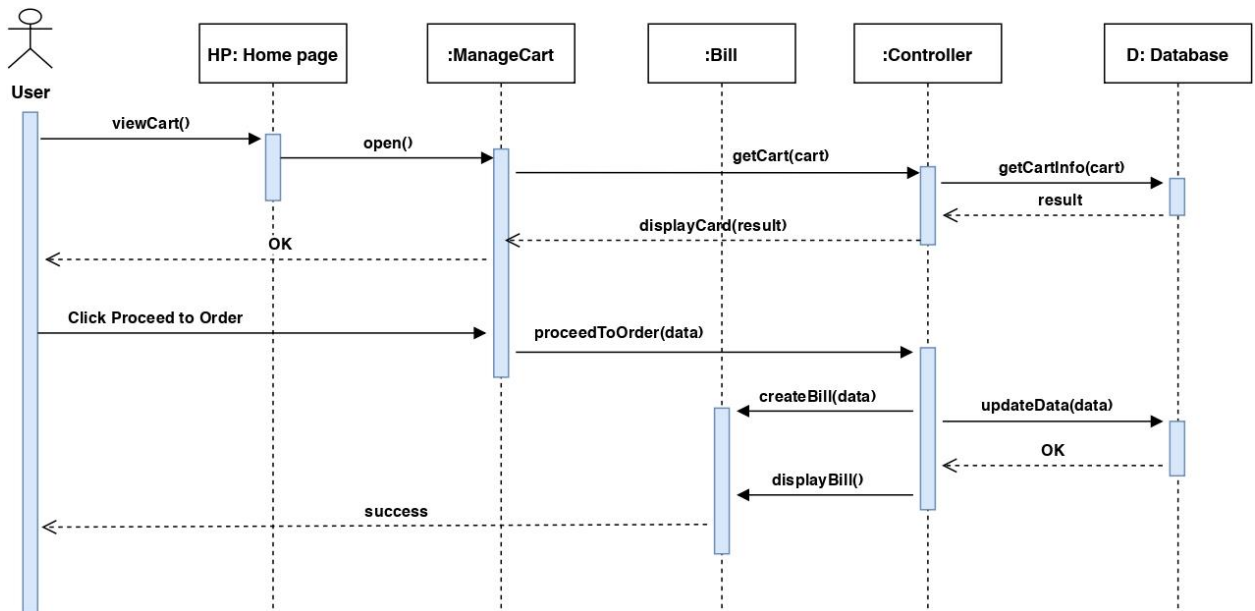 HP: Home page
:ManageCart
:Bill
:Controller
D: Database
User
viewCart()
open()
getCart(cart)
getCartInfo(cart)
result
displayCard(result)
OK
Click Proceed to Order
proceedToOrder(data)
createBill(data)
updateData(data)
OK
displayBill()
success